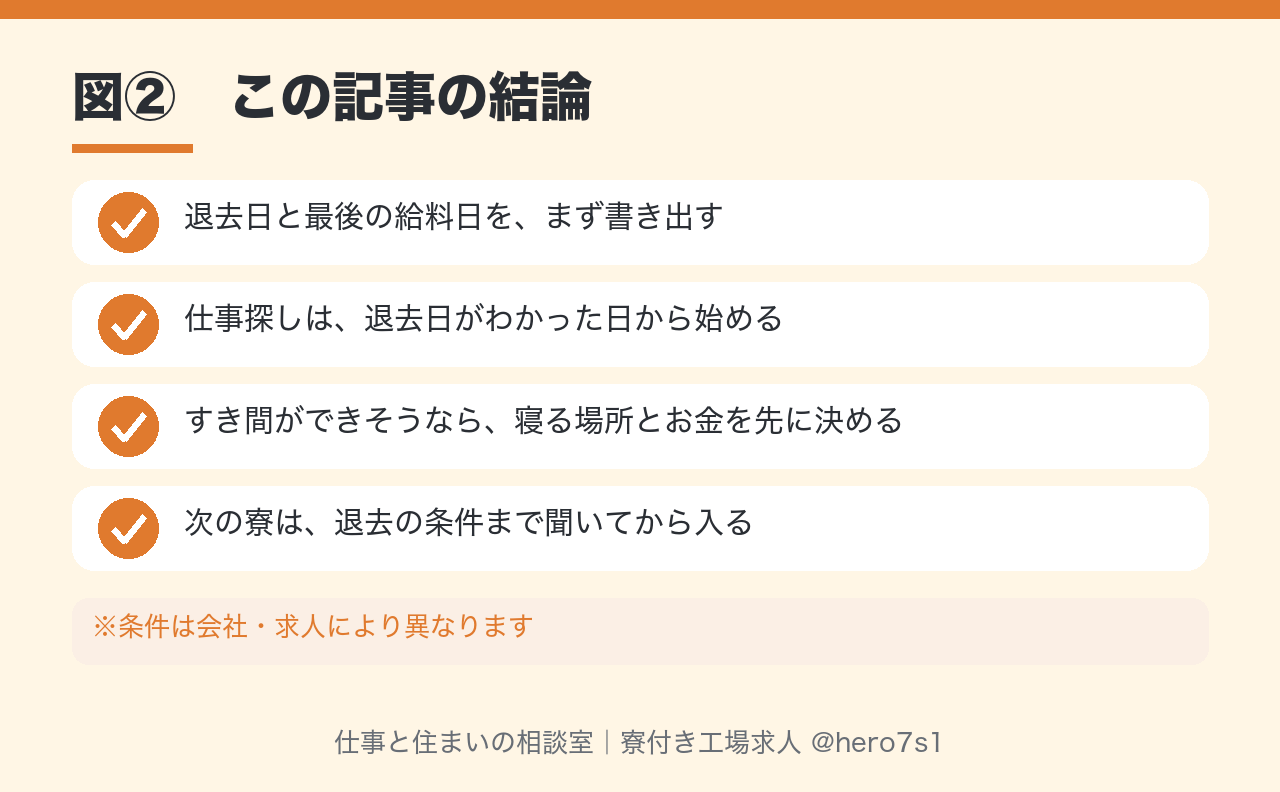 図②　この記事の結論
退去日と最後の給料日を、まず書き出す
仕事探しは、退去日がわかった日から始める
すき間ができそうなら、寝る場所とお金を先に決める
次の寮は、退去の条件まで聞いてから入る
※条件は会社・求人により異なります
仕事と住まいの相談室｜寮付き工場求人 @hero7s1